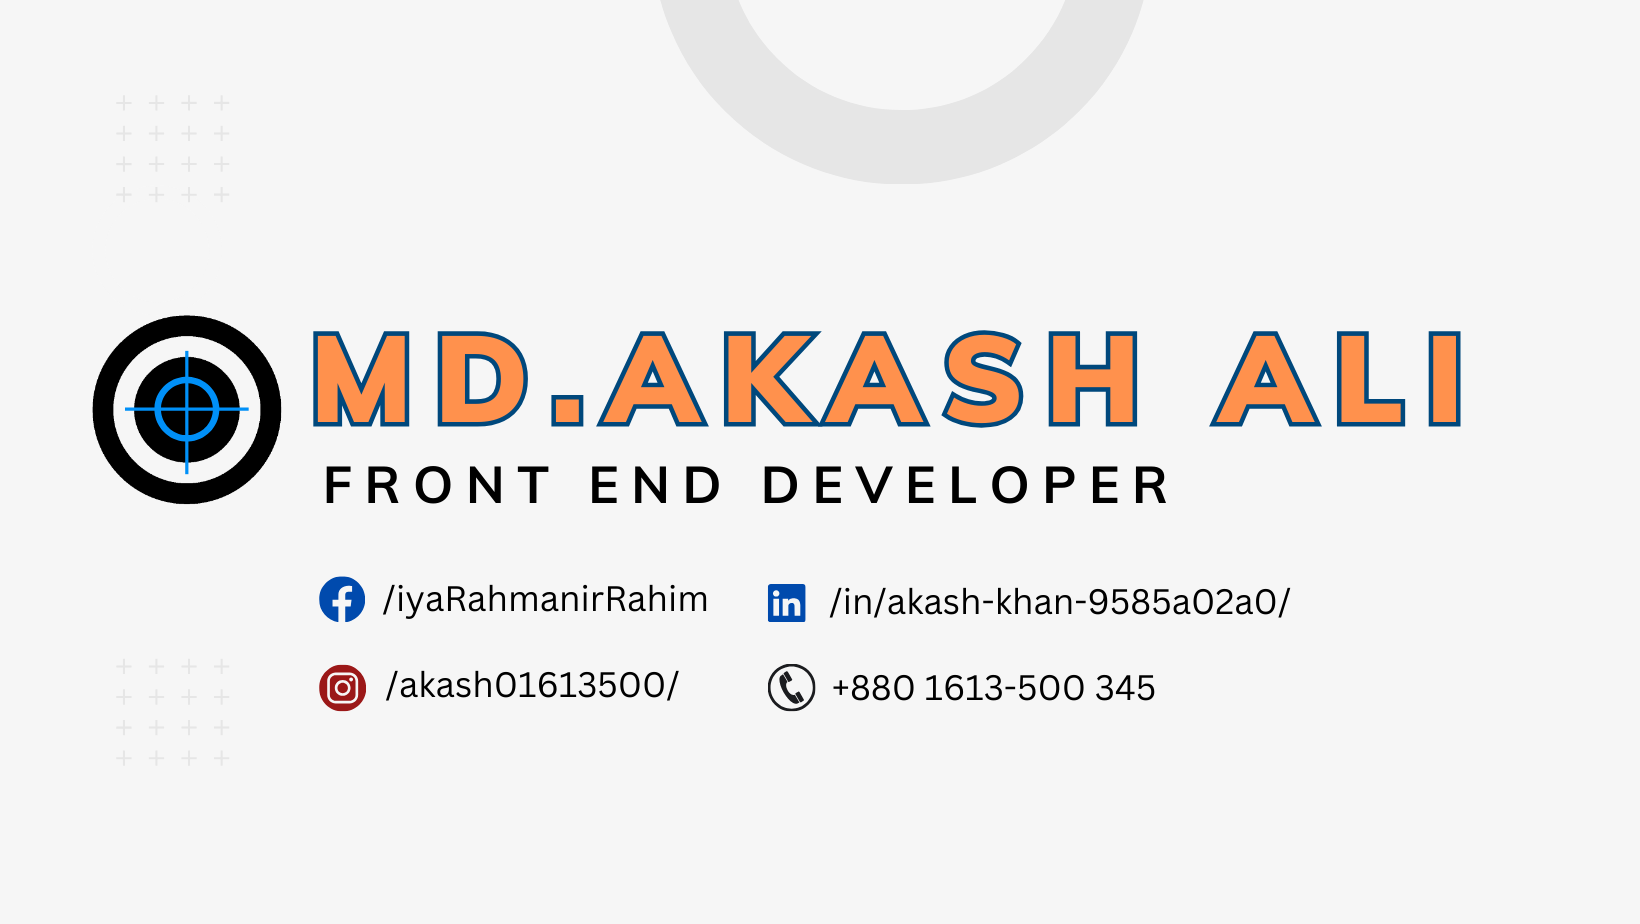 MD.AKASH ALI
FRONT END DEVELOPER
/iyaRahmanirRahim
/in/akash-khan-9585a02a0/
/akash01613500/
+880 1613-500 345